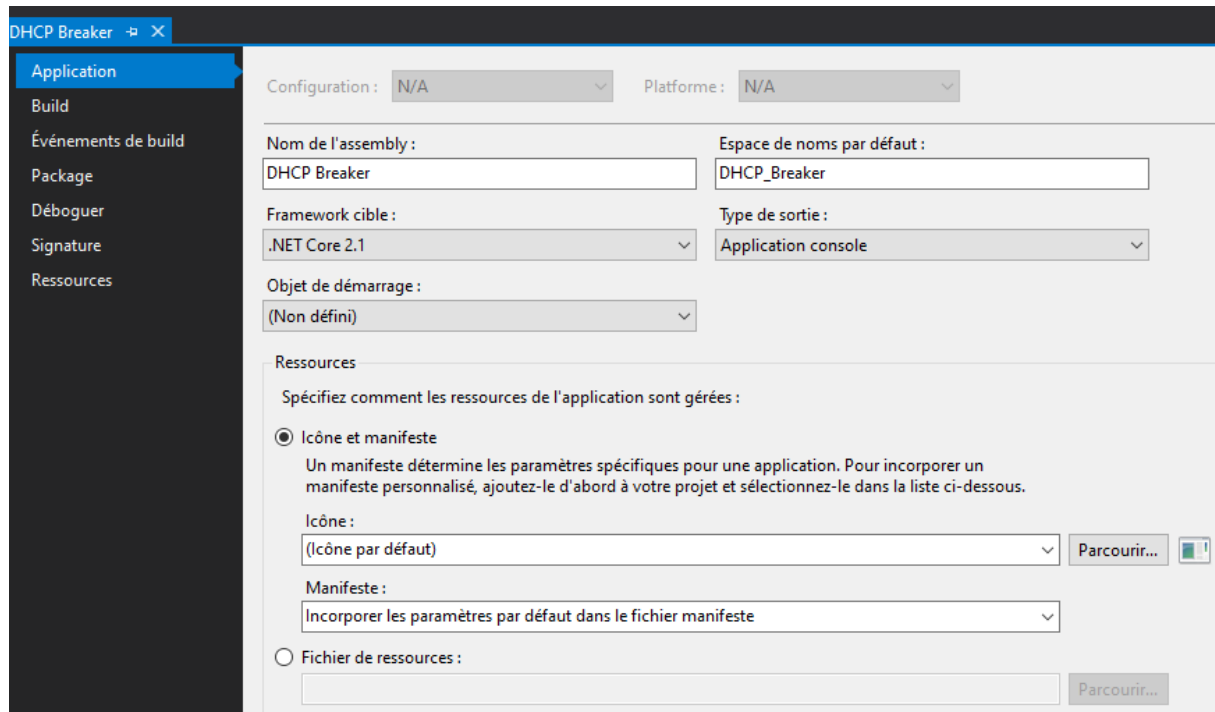 DHCP Breaker
Application
Build
Événements de build
Package
Déboguer
Signature
Ressources
Configuration : N/A Platforme : N/A
Nom de l'assembly : Espace de noms par défaut :
DHCP Breaker DHCP_Breaker
Framework cible : Type de sortie :
.NET Core 2.1 Application console
Objet de démarrage :
(Non défini)
Ressources
Spécifiez comment les ressources de l'application sont gérées :
Icône et manifeste
Un manifeste détermine les paramètres spécifiques pour une application. Pour incorporer un
manifeste personnalisé, ajoutez-le d'abord à votre projet et sélectionnez-le dans la liste ci-dessous.
Icône :
(Icône par défaut) Parcourir...
Manifeste :
Incorporer les paramètres par défaut dans le fichier manifeste
Fichier de ressources :
Parcourir...